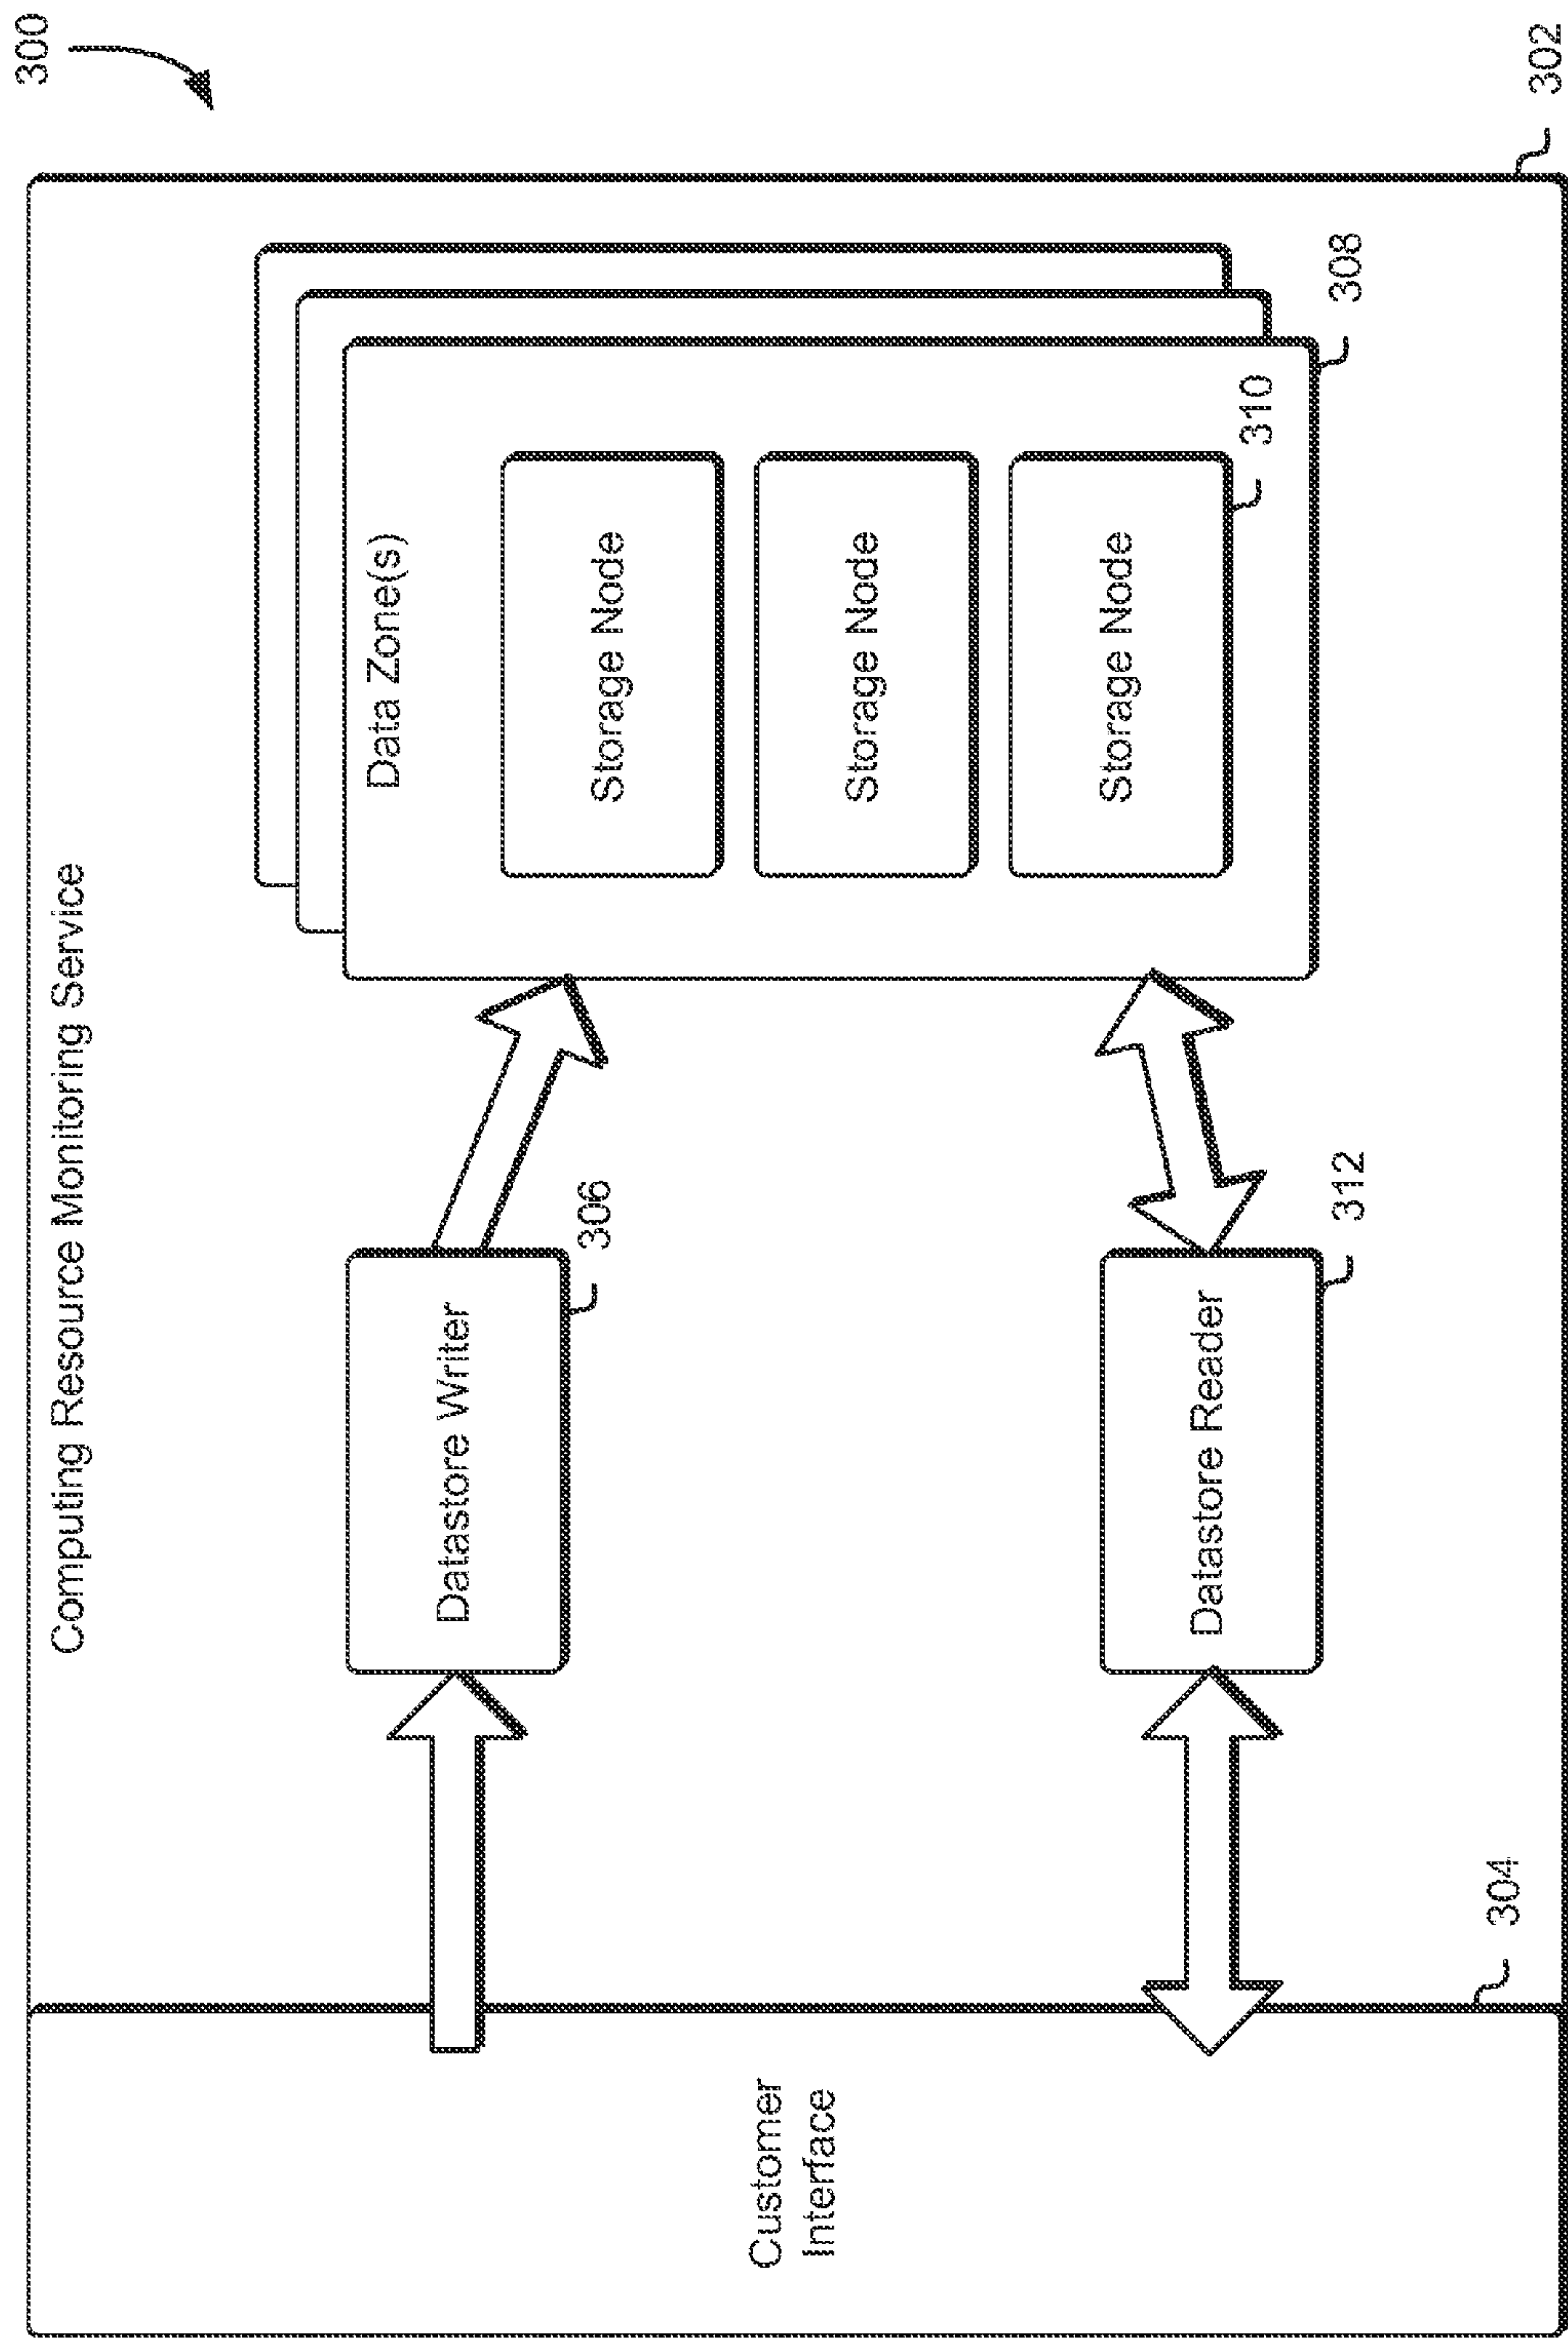 300
Computing Resource Monitoring Service
302
Customer
Interface
304
Datastore Writer
306
Datastore Reader
312
Data Zone(s)
308
Storage Node
Storage Node
Storage Node
310